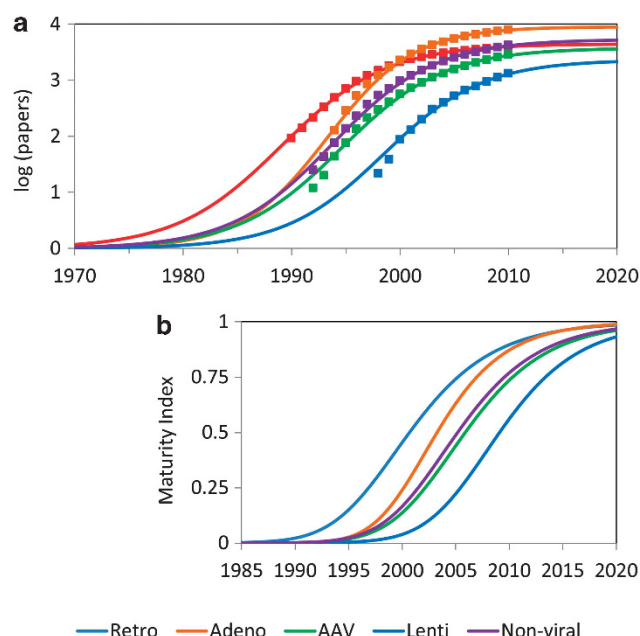 a
4
3
2
1
0
log (papers)
1970 1980 1990 2000 2010 2020
b
1
0.75
0.5
0.25
0
Maturity Index
1985 1990 1995 2000 2005 2010 2015 2020
Retro Adeno AAV Lenti Non-viral